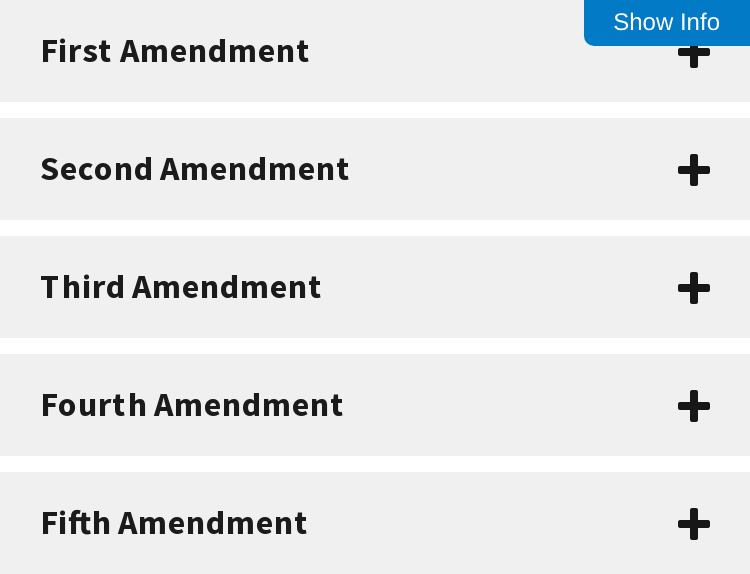 Show Info
First Amendment
Second Amendment
Third Amendment
Fourth Amendment
Fifth Amendment